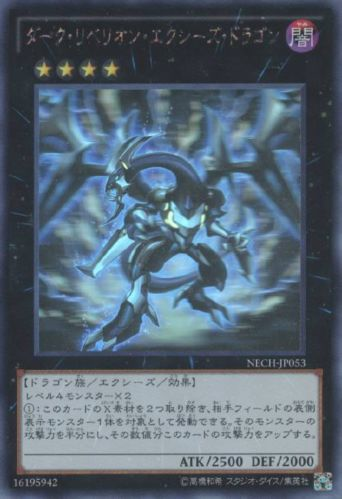 ダーク・リベリオン・エクシーズ・ドラゴン
闇
NECH-JP053
【ドラゴン族/エクシーズ/効果】
レベル4モンスター×2
①:このカードのX素材を2つ取り除き、相手フィールドの表側
表示モンスター1体を対象として発動できる。そのモンスターの
攻撃力を半分にし、その数値分このカードの攻撃力をアップする。
ATK/2500 DEF/2000
16195942
©高橋和希 スタジオ・ダイス/集英社